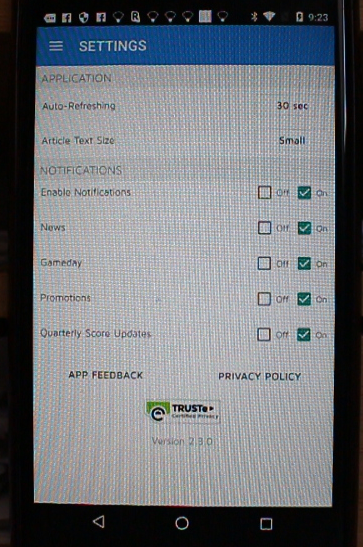 9:23
SETTINGS
APPLICATION
Auto-Refreshing 30 sec
Article Text Size Small
NOTIFICATIONS
Enable Notifications Off On
News Off On
Gameday Off On
Promotions Off On
Quarterly Score Updates Off On
APP FEEDBACK PRIVACY POLICY
TRUSTe
Certified Privacy
Version 2.3.0